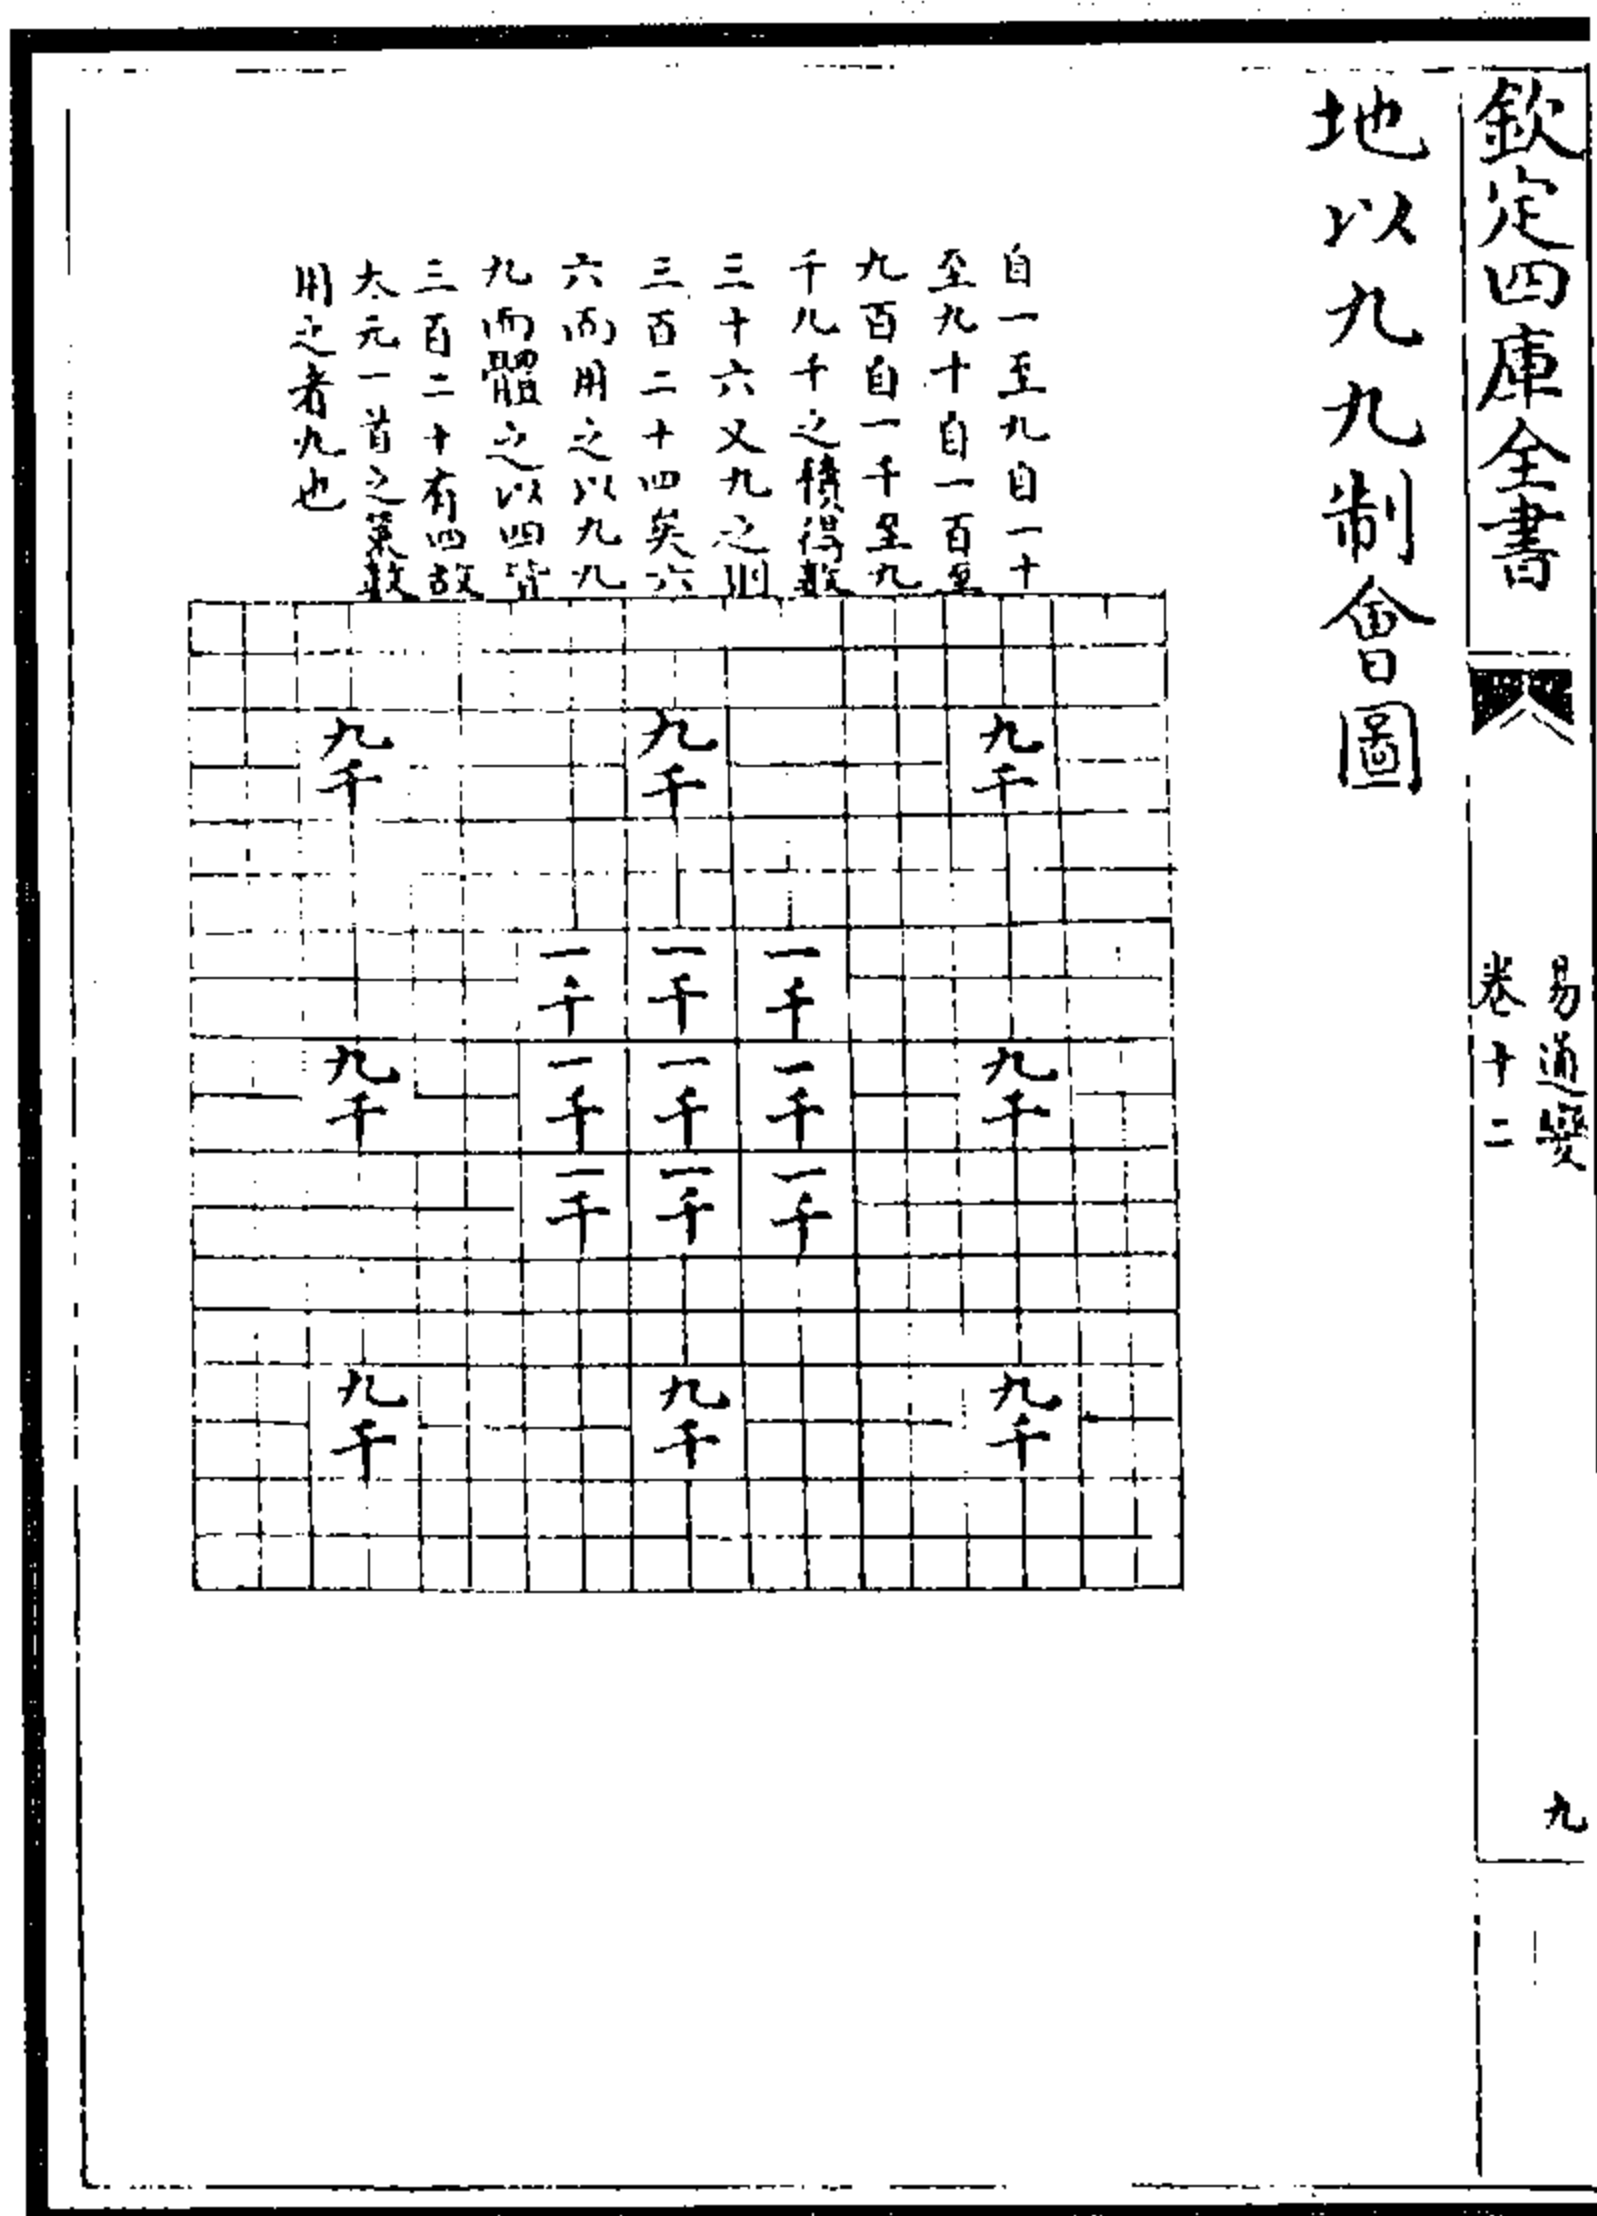 欽定四庫全書
易通變
卷十二
九
地以九九制會圖
自一至九自一十
至九十自一百至
九百自一千至九
千九千之積得數
三十六又九之則
三百二十四矣六
六而用之以九九
九而體之以四皆
三百二十有四故
太元一首之策數
用之者九也
九千 九千 九千
一千 一千 一千
九千 一千 一千 一千 九千
一千 一千 一千
九千 九千 九千